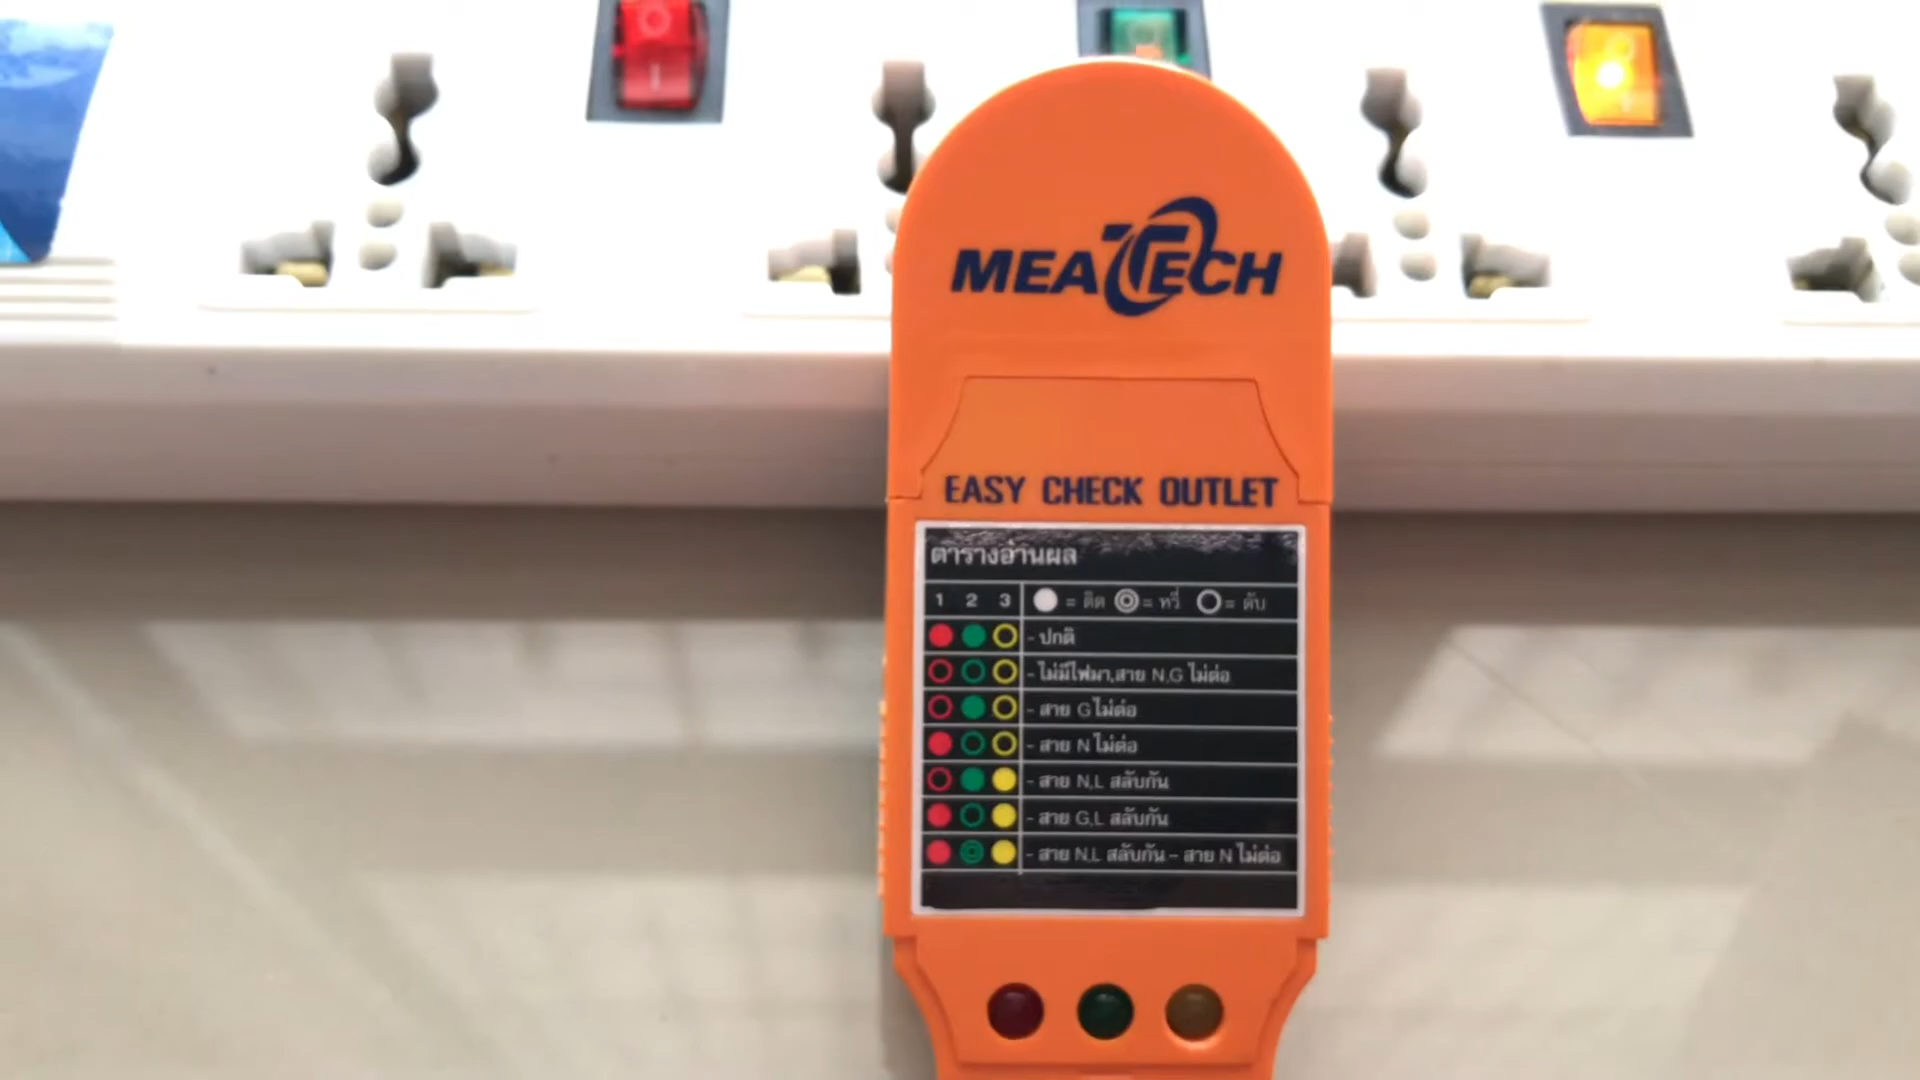 MEATECH
EASY CHECK OUTLET
ตารางอ่านผล
1 2 3 = ติด = หรี่ = ดับ
- ปกติ
- ไม่มีไฟมา,สาย N,G ไม่ต่อ
- สาย G ไม่ต่อ
- สาย N ไม่ต่อ
- สาย N,L สลับกัน
- สาย G,L สลับกัน
- สาย N,L สลับกัน – สาย N ไม่ต่อ